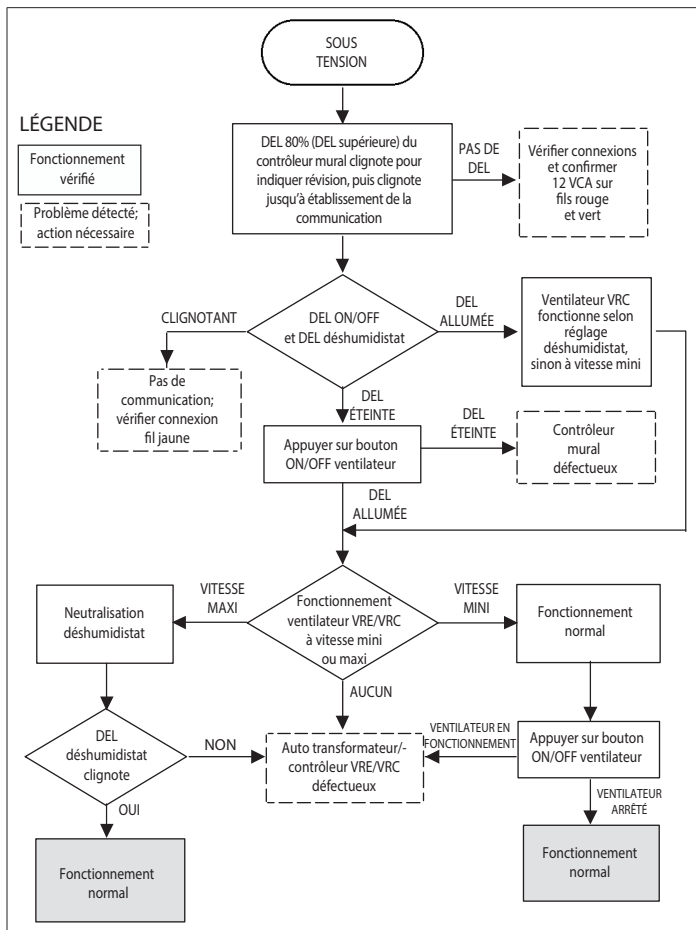 SOUS
TENSION
LÉGENDE
Fonctionnement
vérifié
Problème détecté;
action nécessaire
DEL 80% (DEL supérieure) du
contrôleur mural clignote pour
indiquer révision, puis clignote
jusqu'à établissement de la
communication
PAS DE
DEL
Vérifier connexions
et confirmer
12 VCA sur
fils rouge
et vert
CLIGNOTANT
DEL ON/OFF
et DEL déshumidistat
DEL
ALLUMÉE
Ventilateur VRC
fonctionne selon
réglage
déshumidistat,
sinon à vitesse mini
Pas de
communication;
vérifier connexion
fil jaune
DEL
ÉTEINTE
Appuyer sur bouton
ON/OFF ventilateur
DEL
ÉTEINTE
Contrôleur
mural
défectueux
DEL
ALLUMÉE
Neutralisation
déshumidistat
VITESSE
MAXI
Fonctionnement
ventilateur VRE/VRC
à vitesse mini
ou maxi
VITESSE
MINI
Fonctionnement
normal
AUCUN
DEL
déshumidistat
clignote
NON
Auto transformateur/-
contrôleur VRE/VRC
défectueux
VENTILATEUR EN
FONCTIONNEMENT
Appuyer sur bouton
ON/OFF ventilateur
OUI
VENTILATEUR
ARRÊTÉ
Fonctionnement
normal
Fonctionnement
normal